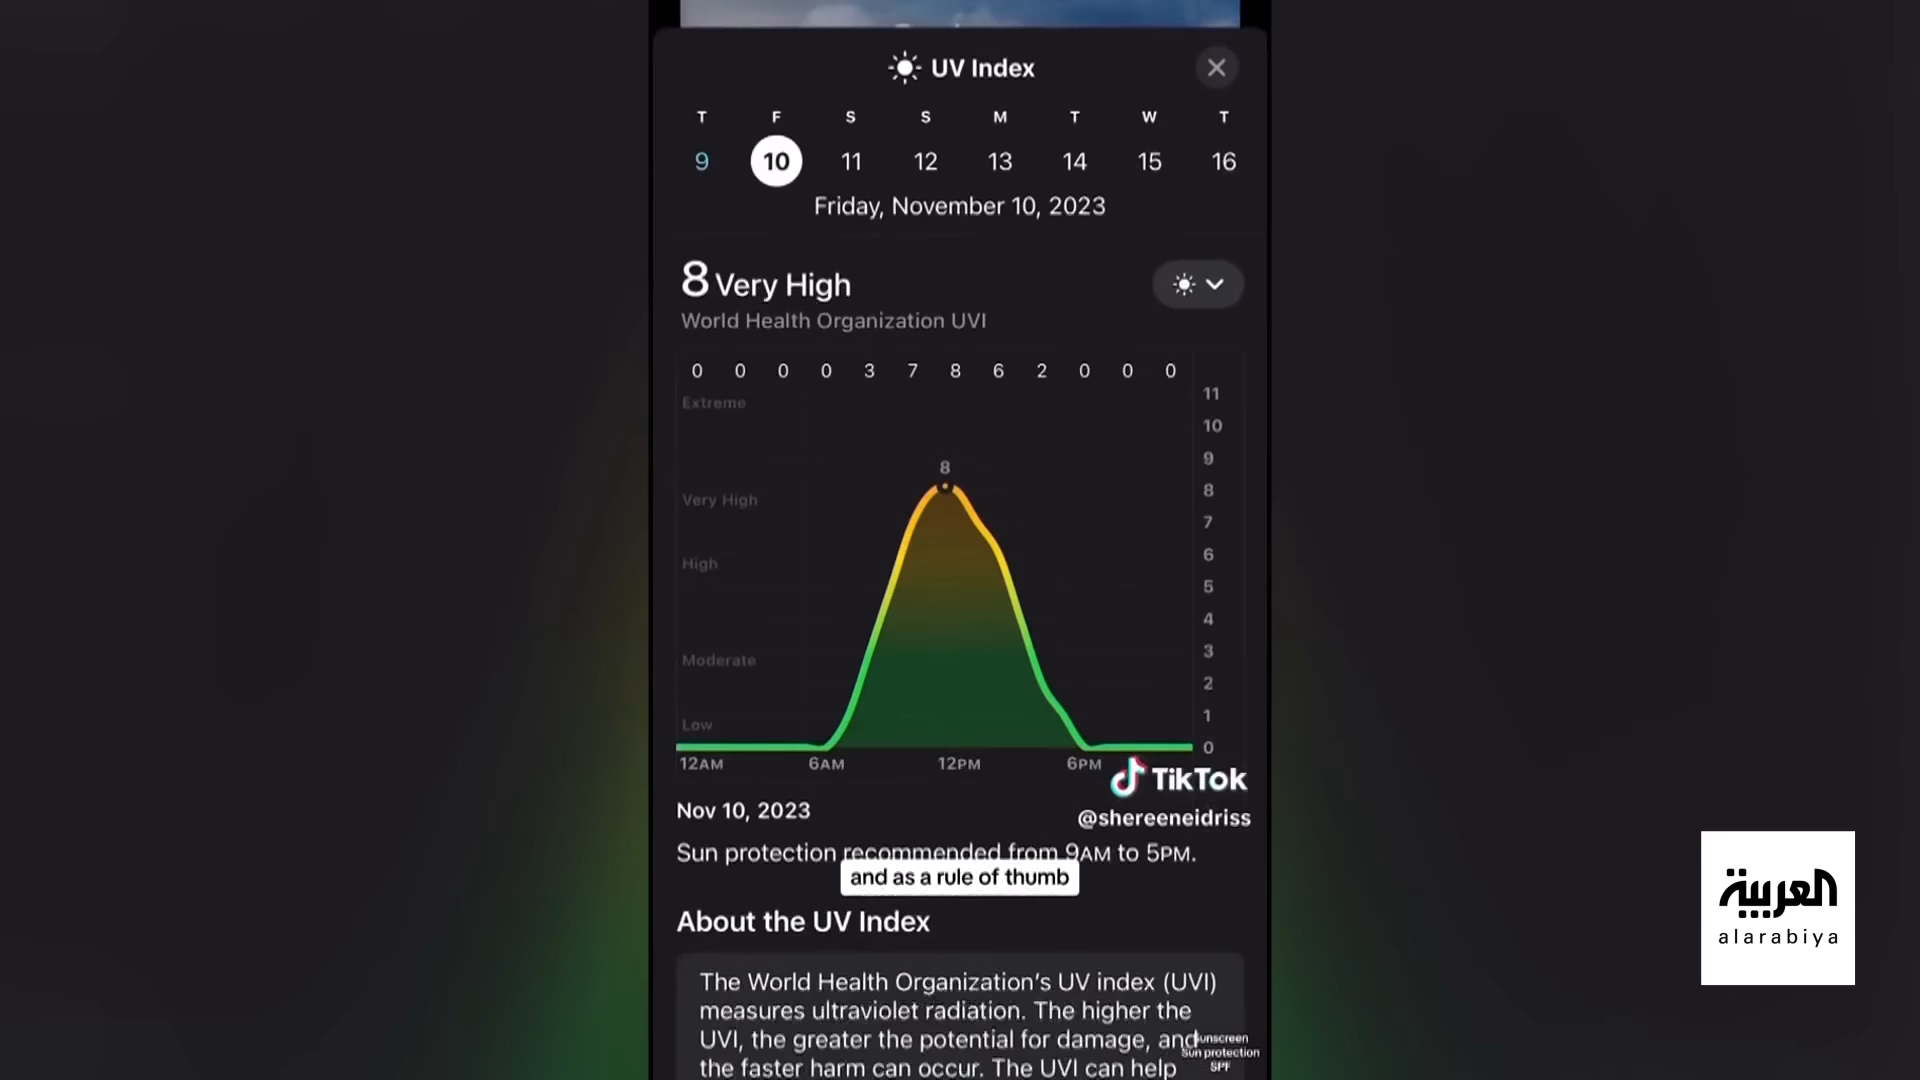 UV Index
T F S S M T W T
9 10 11 12 13 14 15 16
Friday, November 10, 2023
8 Very High
World Health Organization UVI
0 0 0 0 3 7 8 6 2 0 0 0
Extreme
Very High
High
Moderate
Low
8
11
10
9
8
7
6
5
4
3
2
1
0
12AM 6AM 12PM 6PM
TikTok
@shereeneidriss
Nov 10, 2023
Sun protection recommended from 9AM to 5PM.
and as a rule of thumb
About the UV Index
The World Health Organization's UV index (UVI)
measures ultraviolet radiation. The higher the
UVI, the greater the potential for damage, and
the faster harm can occur. The UVI can help
sunscreen
Sun protection
SPF
العربية
alarabiya